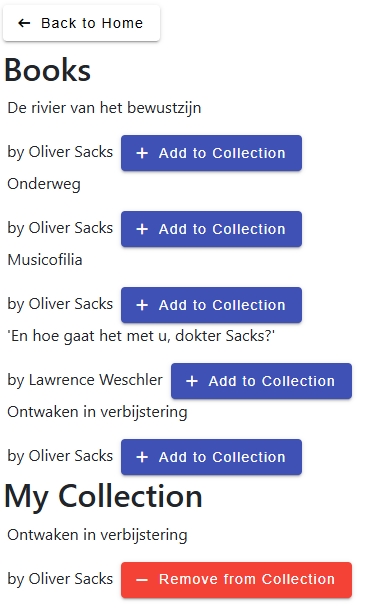 Back to Home
Books
De rivier van het bewustzijn
by Oliver Sacks + Add to Collection
Onderweg
by Oliver Sacks + Add to Collection
Musicofilia
by Oliver Sacks + Add to Collection
'En hoe gaat het met u, dokter Sacks?'
by Lawrence Weschler + Add to Collection
Ontwaken in verbijstering
by Oliver Sacks + Add to Collection
My Collection
Ontwaken in verbijstering
by Oliver Sacks − Remove from Collection